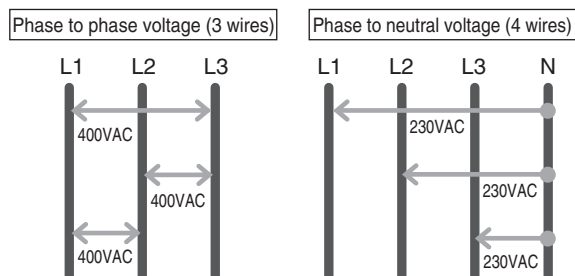 Phase to phase voltage (3 wires)
L1 L2 L3
400VAC
400VAC
400VAC
Phase to neutral voltage (4 wires)
L1 L2 L3 N
230VAC
230VAC
230VAC